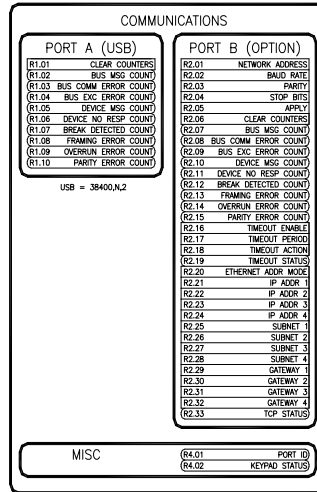 COMMUNICATIONS
PORT A (USB)
R1.01 CLEAR COUNTERS
(R1.02 BUS MSG COUNT)
(R1.03 BUS COMM ERROR COUNT)
(R1.04 BUS EXC ERROR COUNT)
(R1.05 DEVICE MSG COUNT)
(R1.06 DEVICE NO RESP COUNT)
(R1.07 BREAK DETECTED COUNT)
(R1.08 FRAMING ERROR COUNT)
(R1.09 OVERRUN ERROR COUNT)
(R1.10 PARITY ERROR COUNT)
USB = 38400,N,2
PORT B (OPTION)
R2.01 NETWORK ADDRESS
R2.02 BAUD RATE
R2.03 PARITY
R2.04 STOP BITS
R2.05 APPLY
R2.06 CLEAR COUNTERS
(R2.07 BUS MSG COUNT)
(R2.08 BUS COMM ERROR COUNT)
(R2.09 BUS EXC ERROR COUNT)
(R2.10 DEVICE MSG COUNT)
(R2.11 DEVICE NO RESP COUNT)
(R2.12 BREAK DETECTED COUNT)
(R2.13 FRAMING ERROR COUNT)
(R2.14 OVERRUN ERROR COUNT)
(R2.15 PARITY ERROR COUNT)
R2.16 TIMEOUT ENABLE
R2.17 TIMEOUT PERIOD
R2.18 TIMEOUT ACTION
(R2.19 TIMEOUT STATUS)
R2.20 ETHERNET ADDR MODE
R2.21 IP ADDR 1
R2.22 IP ADDR 2
R2.23 IP ADDR 3
R2.24 IP ADDR 4
R2.25 SUBNET 1
R2.26 SUBNET 2
R2.27 SUBNET 3
R2.28 SUBNET 4
R2.29 GATEWAY 1
R2.30 GATEWAY 2
R2.31 GATEWAY 3
R2.32 GATEWAY 4
(R2.33 TCP STATUS)
MISC
(R4.01 PORT ID)
(R4.02 KEYPAD STATUS)